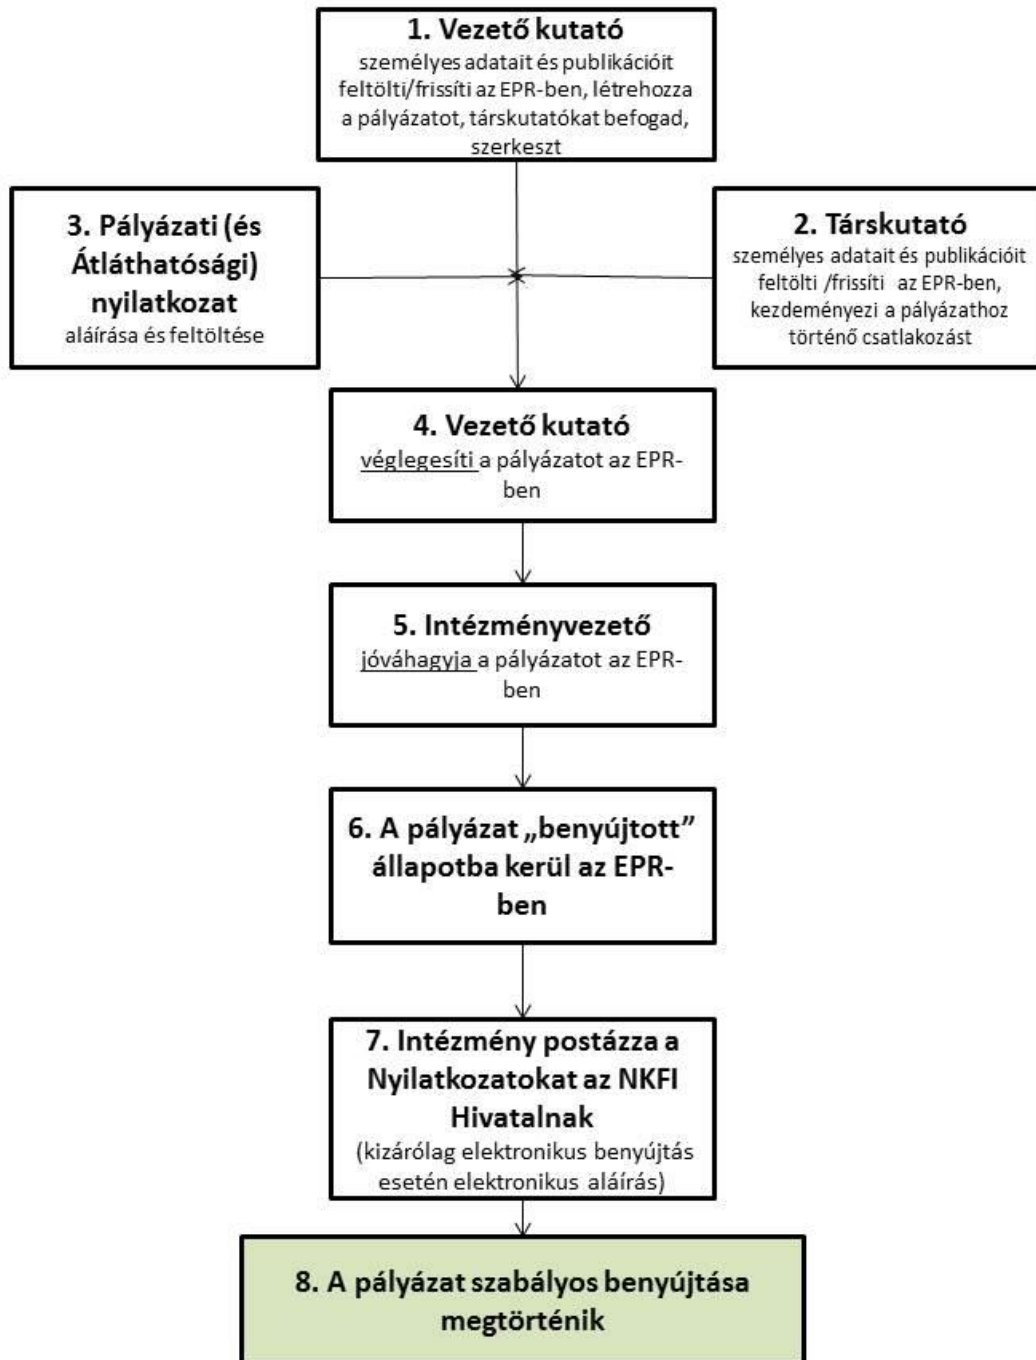 1. Vezető kutató
személyes adatait és publikációit
feltölti/frissíti az EPR-ben, létrehozza
a pályázatot, társkutatókat befogad,
szerkeszt
3. Pályázati (és
Átláthatósági)
nyilatkozat
aláírása és feltöltése
2. Társkutató
személyes adatait és publikációit
feltölti /frissíti az EPR-ben,
kezdeményezi a pályázathoz
történő csatlakozást
4. Vezető kutató
véglegesíti a pályázatot az EPR-
ben
5. Intézményvezető
jóváhagyja a pályázatot az EPR-
ben
6. A pályázat „benyújtott”
állapotba kerül az EPR-
ben
7. Intézmény postázza a
Nyilatkozatokat az NKFI
Hivatalnak
(kizárólag elektronikus benyújtás
esetén elektronikus aláírás)
8. A pályázat szabályos benyújtása
megtörténik